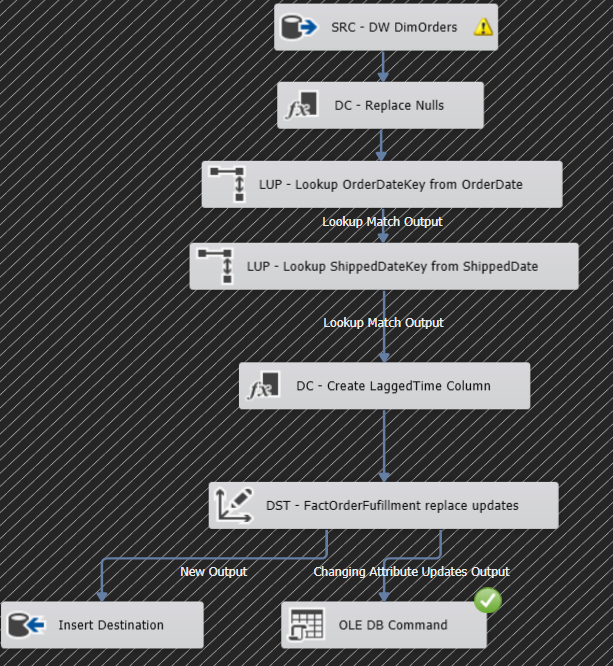 SRC - DW DimOrders
DC - Replace Nulls
LUP - Lookup OrderDateKey from OrderDate
Lookup Match Output
LUP - Lookup ShippedDateKey from ShippedDate
Lookup Match Output
DC - Create LaggedTime Column
DST - FactOrderFufillment replace updates
New Output
Changing Attribute Updates Output
Insert Destination
OLE DB Command